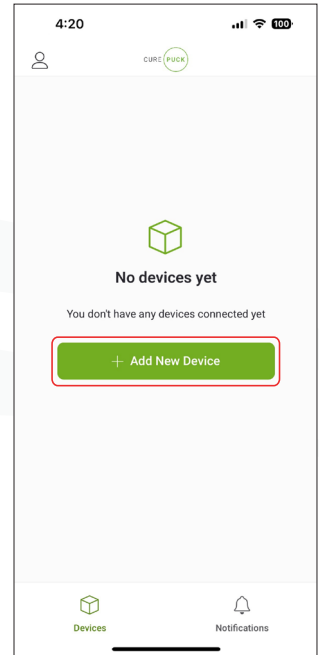 4:20
100
CURE PUCK
No devices yet
You don't have any devices connected yet
+ Add New Device
Devices
Notifications